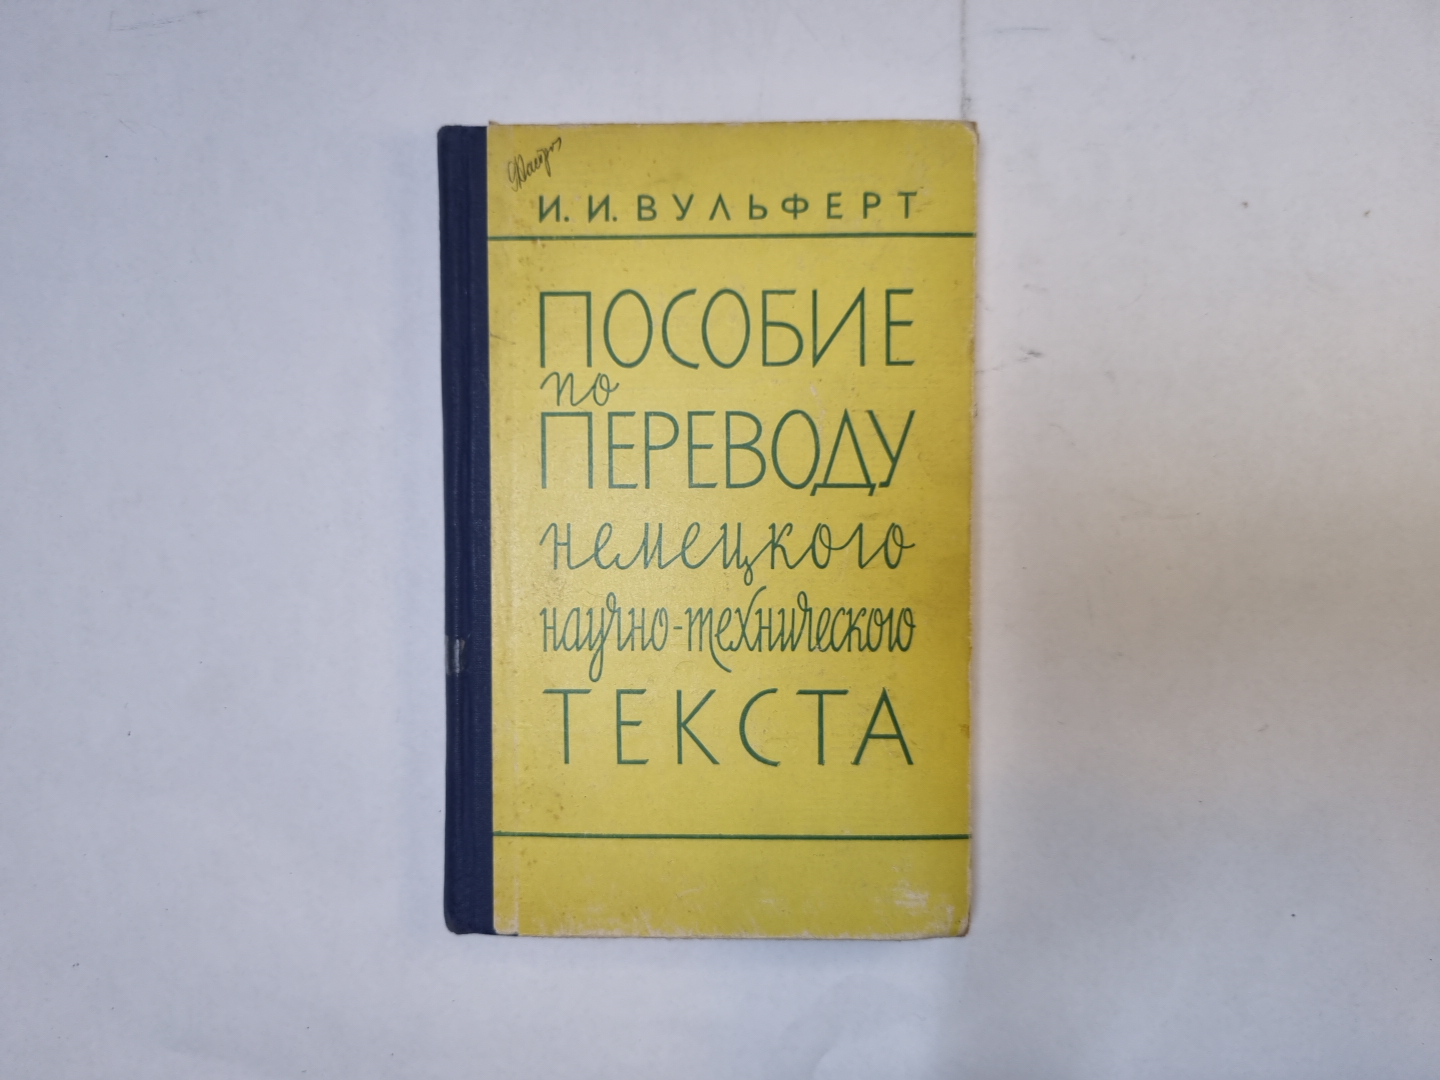 И. И. ВУЛЬФЕРТ
ПОСОБИЕ
по
ПЕРЕВОДУ
немецкого
научно-технического
ТЕКСТА